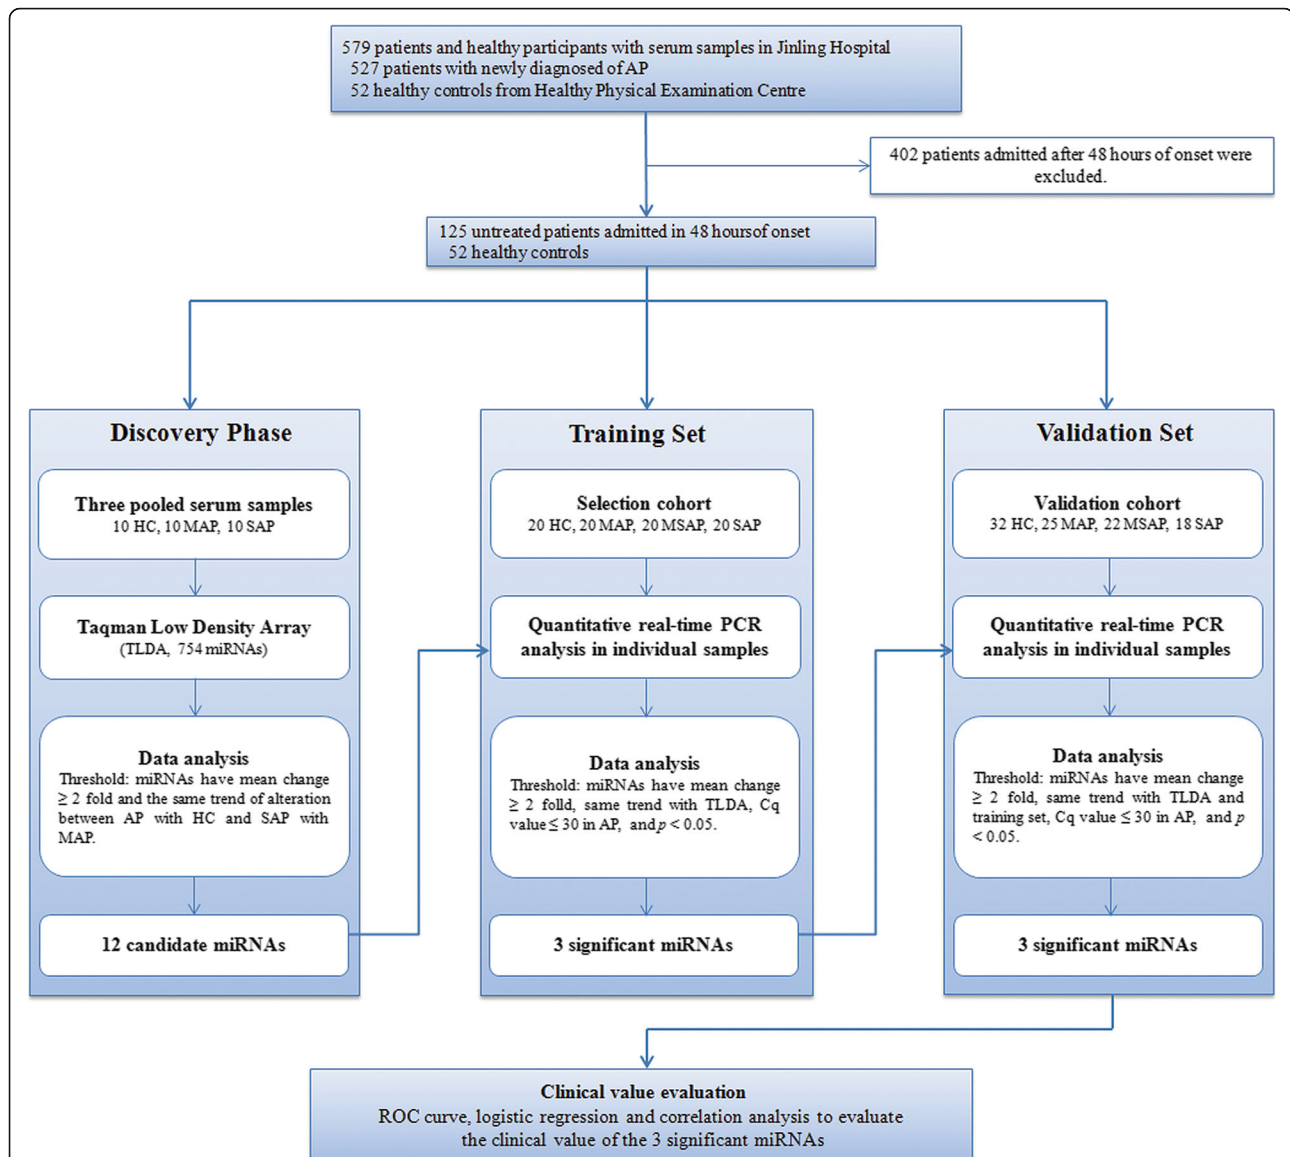 579 patients and healthy participants with serum samples in Jinling Hospital
527 patients with newly diagnosed of AP
52 healthy controls from Healthy Physical Examination Centre
402 patients admitted after 48 hours of onset were
excluded.
125 untreated patients admitted in 48 hoursof onset
52 healthy controls
Discovery Phase
Three pooled serum samples
10 HC, 10 MAP, 10 SAP
Taqman Low Density Array
(TLDA, 754 miRNAs)
Data analysis
Threshold: miRNAs have mean change
≥ 2 fold and the same trend of alteration
between AP with HC and SAP with
MAP.
12 candidate miRNAs
Training Set
Selection cohort
20 HC, 20 MAP, 20 MSAP, 20 SAP
Quantitative real-time PCR
analysis in individual samples
Data analysis
Threshold: miRNAs have mean change
≥ 2 folld, same trend with TLDA, Cq
value ≤ 30 in AP, and p < 0.05.
3 significant miRNAs
Validation Set
Validation cohort
32 HC, 25 MAP, 22 MSAP, 18 SAP
Quantitative real-time PCR
analysis in individual samples
Data analysis
Threshold: miRNAs have mean change
≥ 2 fold, same trend with TLDA and
training set, Cq value ≤ 30 in AP, and p
< 0.05.
3 significant miRNAs
Clinical value evaluation
ROC curve, logistic regression and correlation analysis to evaluate
the clinical value of the 3 significant miRNAs